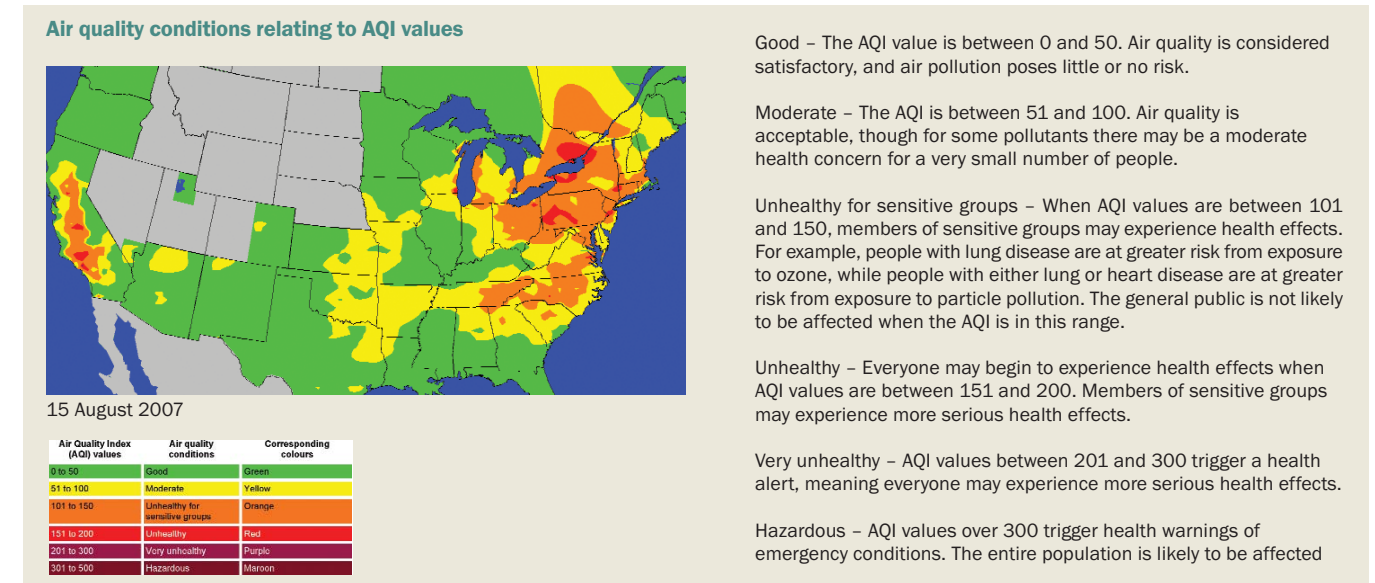 Air quality conditions relating to AQI values
15 August 2007
Air Quality Index Air quality Corresponding
(AQI) values conditions colours
0 to 50 Good Green
51 to 100 Moderate Yellow
101 to 150 Unhealthy for Orange
sensitive groups
151 to 200 Unhealthy Red
201 to 300 Very unhealthy Purple
301 to 500 Hazardous Maroon
Good – The AQI value is between 0 and 50. Air quality is considered
satisfactory, and air pollution poses little or no risk.
Moderate – The AQI is between 51 and 100. Air quality is
acceptable, though for some pollutants there may be a moderate
health concern for a very small number of people.
Unhealthy for sensitive groups – When AQI values are between 101
and 150, members of sensitive groups may experience health effects.
For example, people with lung disease are at greater risk from exposure
to ozone, while people with either lung or heart disease are at greater
risk from exposure to particle pollution. The general public is not likely
to be affected when the AQI is in this range.
Unhealthy – Everyone may begin to experience health effects when
AQI values are between 151 and 200. Members of sensitive groups
may experience more serious health effects.
Very unhealthy – AQI values between 201 and 300 trigger a health
alert, meaning everyone may experience more serious health effects.
Hazardous – AQI values over 300 trigger health warnings of
emergency conditions. The entire population is likely to be affected